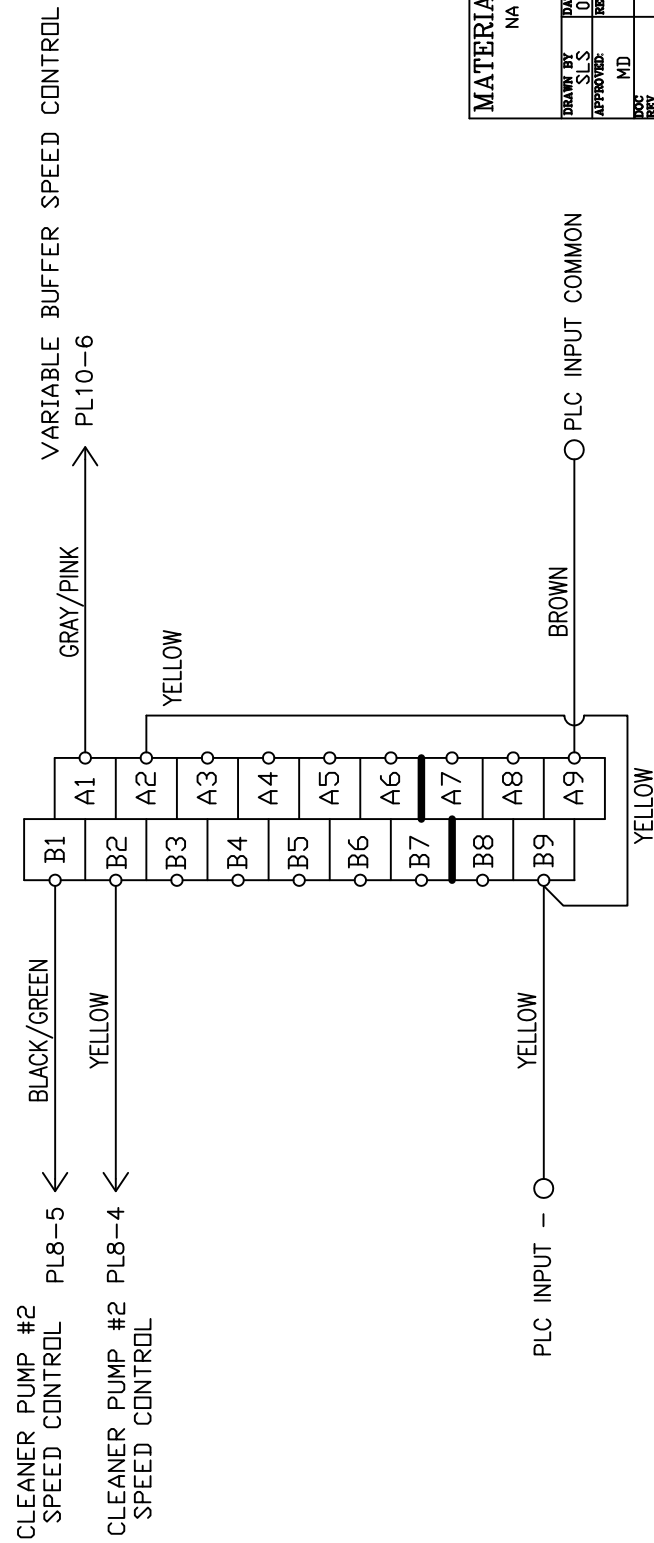 CLEANER PUMP #2
SPEED CONTROL PL8-5
CLEANER PUMP #2 PL8-4
SPEED CONTROL
BLACK/GREEN
YELLOW
PLC INPUT -
YELLOW
B1
B2
B3
B4
B5
B6
B7
B8
B9
A1
A2
A3
A4
A5
A6
A7
A8
A9
YELLOW
YELLOW
GRAY/PINK
VARIABLE BUFFER SPEED CONTROL
PL10-6
BROWN
PLC INPUT COMMON
MATERIA
NA
DRAWN BY
SLS
DA
0
APPROVED:
MD
RE
DOC
REV